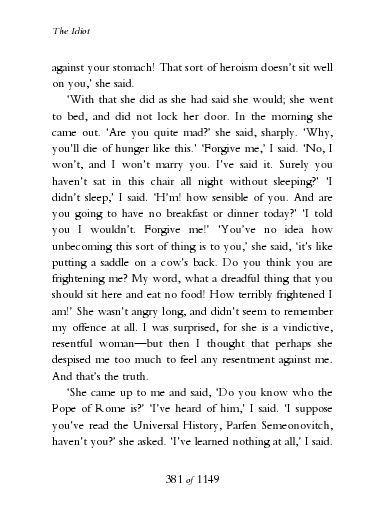 The Idiot
against your stomach! That sort of heroism doesn't sit well
on you,' she said.
'With that she did as she had said she would; she went
to bed, and did not lock her door. In the morning she
came out. 'Are you quite mad?' she said, sharply. 'Why,
you'll die of hunger like this.' 'Forgive me,' I said. 'No, I
won't, and I won't marry you. I've said it. Surely you
haven't sat in this chair all night without sleeping?' 'I
didn't sleep,' I said. 'H'm! how sensible of you. And are
you going to have no breakfast or dinner today?' 'I told
you I wouldn't. Forgive me!' 'You've no idea how
unbecoming this sort of thing is to you,' she said, 'it's like
putting a saddle on a cow's back. Do you think you are
frightening me? My word, what a dreadful thing that you
should sit here and eat no food! How terribly frightened I
am!' She wasn't angry long, and didn't seem to remember
my offence at all. I was surprised, for she is a vindictive,
resentful woman—but then I thought that perhaps she
despised me too much to feel any resentment against me.
And that's the truth.
'She came up to me and said, 'Do you know who the
Pope of Rome is?' 'I've heard of him,' I said. 'I suppose
you've read the Universal History, Parfen Semeonovitch,
haven't you?' she asked. 'I've learned nothing at all,' I said.
381 of 1149